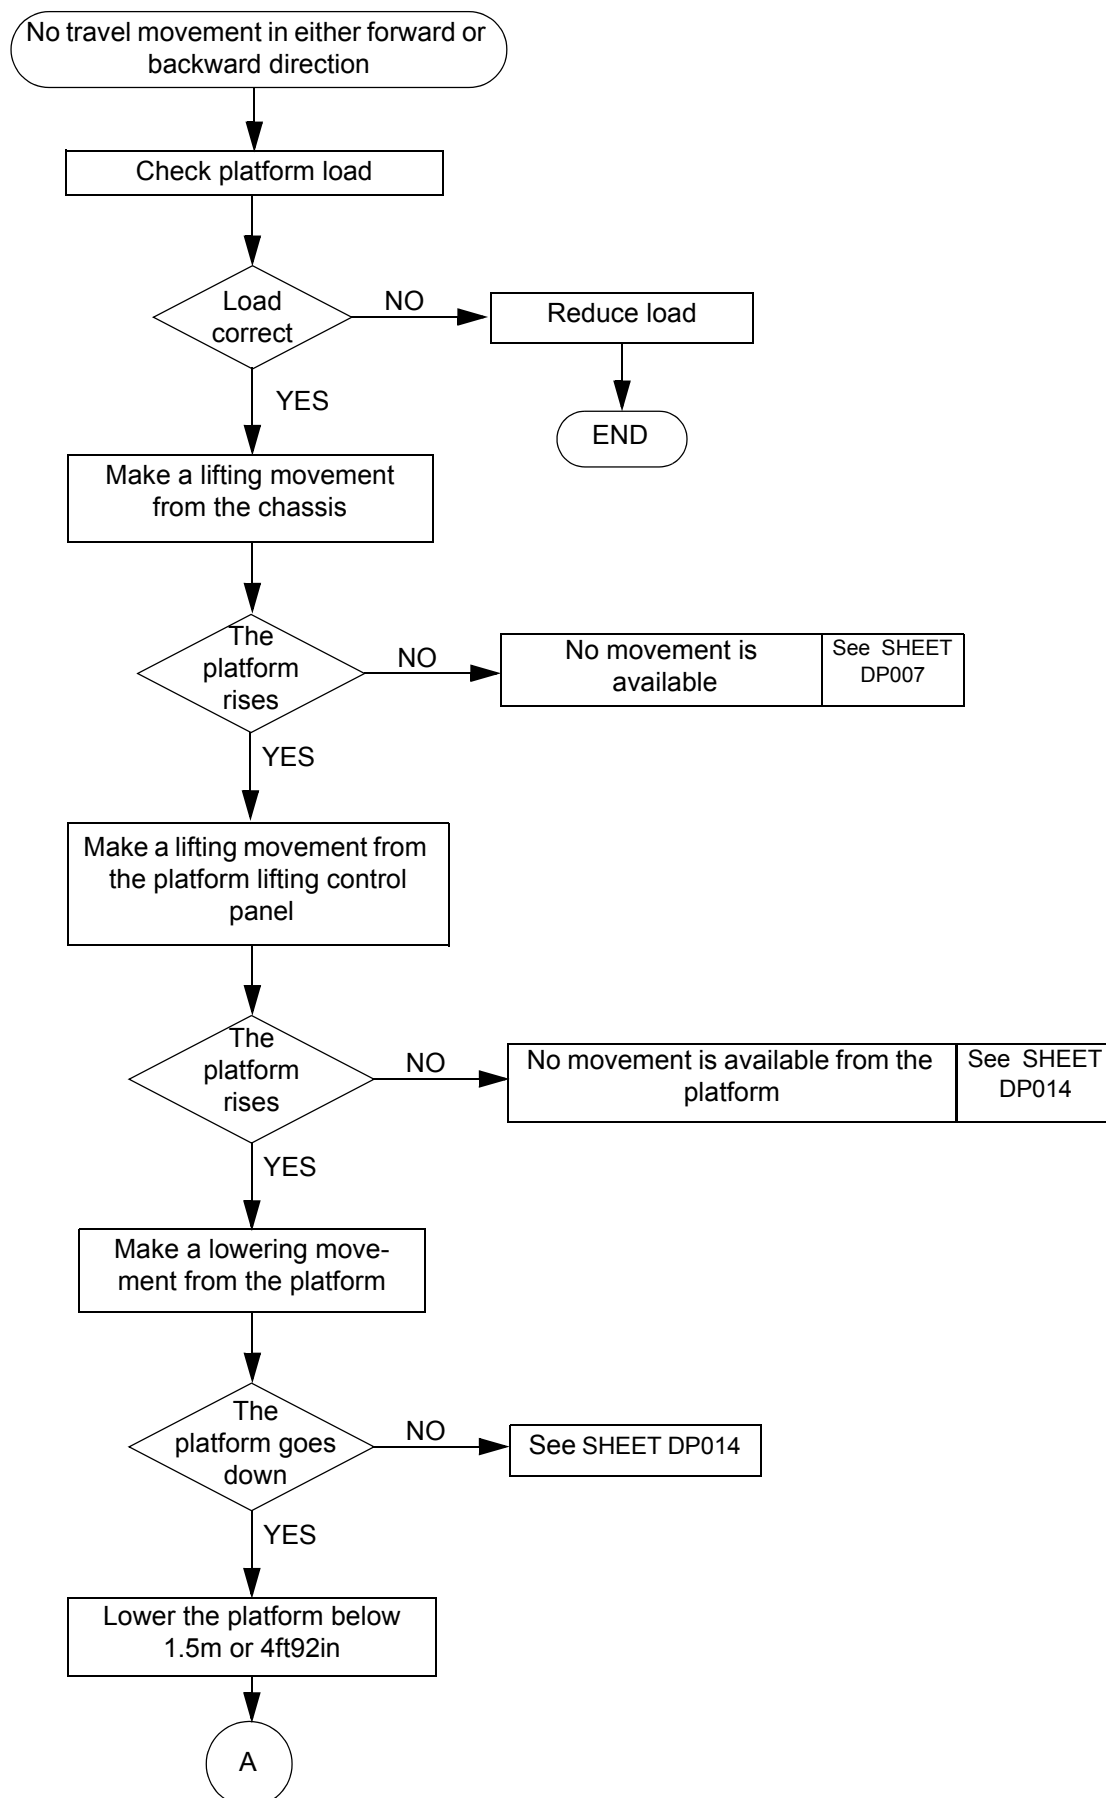 No travel movement in either forward or
backward direction
Check platform load
Load
correct
NO
Reduce load
YES
END
Make a lifting movement
from the chassis
The
platform
rises
NO
No movement is
available
See SHEET
DP007
YES
Make a lifting movement from
the platform lifting control
panel
The
platform
rises
NO
No movement is available from the
platform
See SHEET
DP014
YES
Make a lowering move-
ment from the platform
The
platform goes
down
NO
See SHEET DP014
YES
Lower the platform below
1.5m or 4ft92in
A